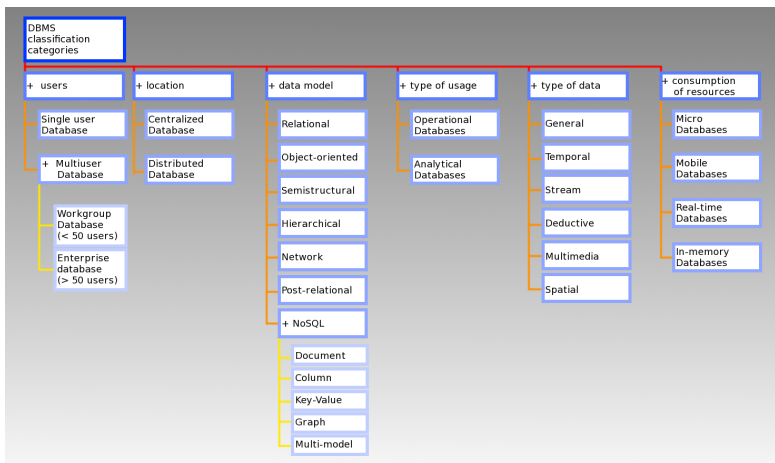 DBMS
classification
categories
+ users
Single user
Database
+ Multiuser
Database
Workgroup
Database
(< 50 users)
Enterprise
database
(> 50 users)
+ location
Centralized
Database
Distributed
Database
+ data model
Relational
Object-oriented
Semistructural
Hierarchical
Network
Post-relational
+ NoSQL
Document
Column
Key-Value
Graph
Multi-model
+ type of usage
Operational
Databases
Analytical
Databases
+ type of data
General
Temporal
Stream
Deductive
Multimedia
Spatial
+ consumption
of resources
Micro
Databases
Mobile
Databases
Real-time
Databases
In-memory
Databases